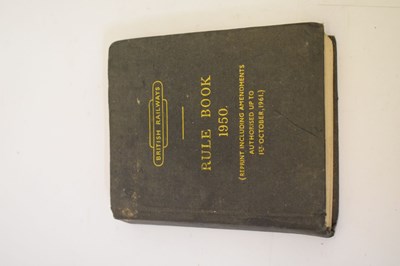 BRITISH RAILWAYS
RULE BOOK
1950.
(REPRINT INCLUDING AMENDMENTS
AUTHORISED UP TO
1st OCTOBER, 1961.)